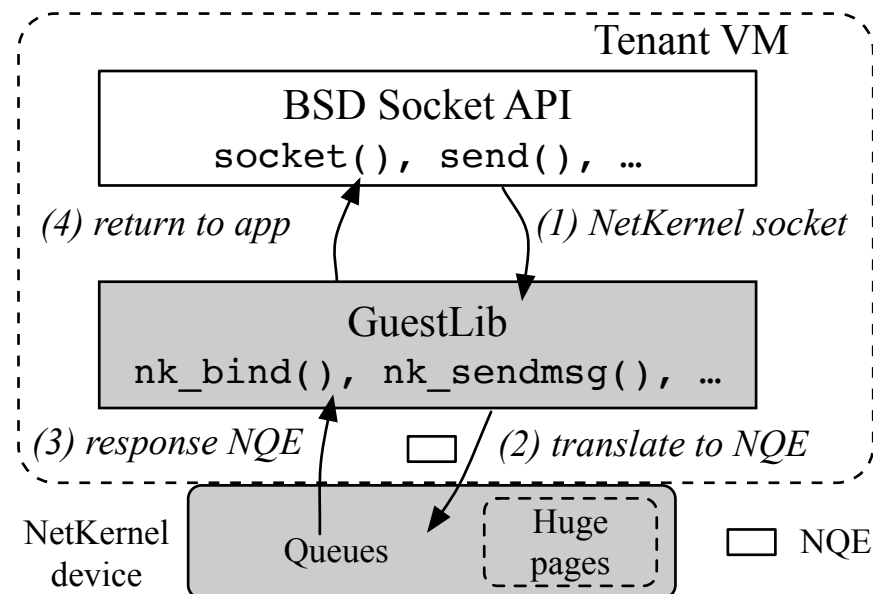 Tenant VM
BSD Socket API
socket(), send(), …
(4) return to app
(1) NetKernel socket
GuestLib
nk_bind(), nk_sendmsg(), …
(3) response NQE
(2) translate to NQE
NetKernel
device
Queues
Huge
pages
NQE